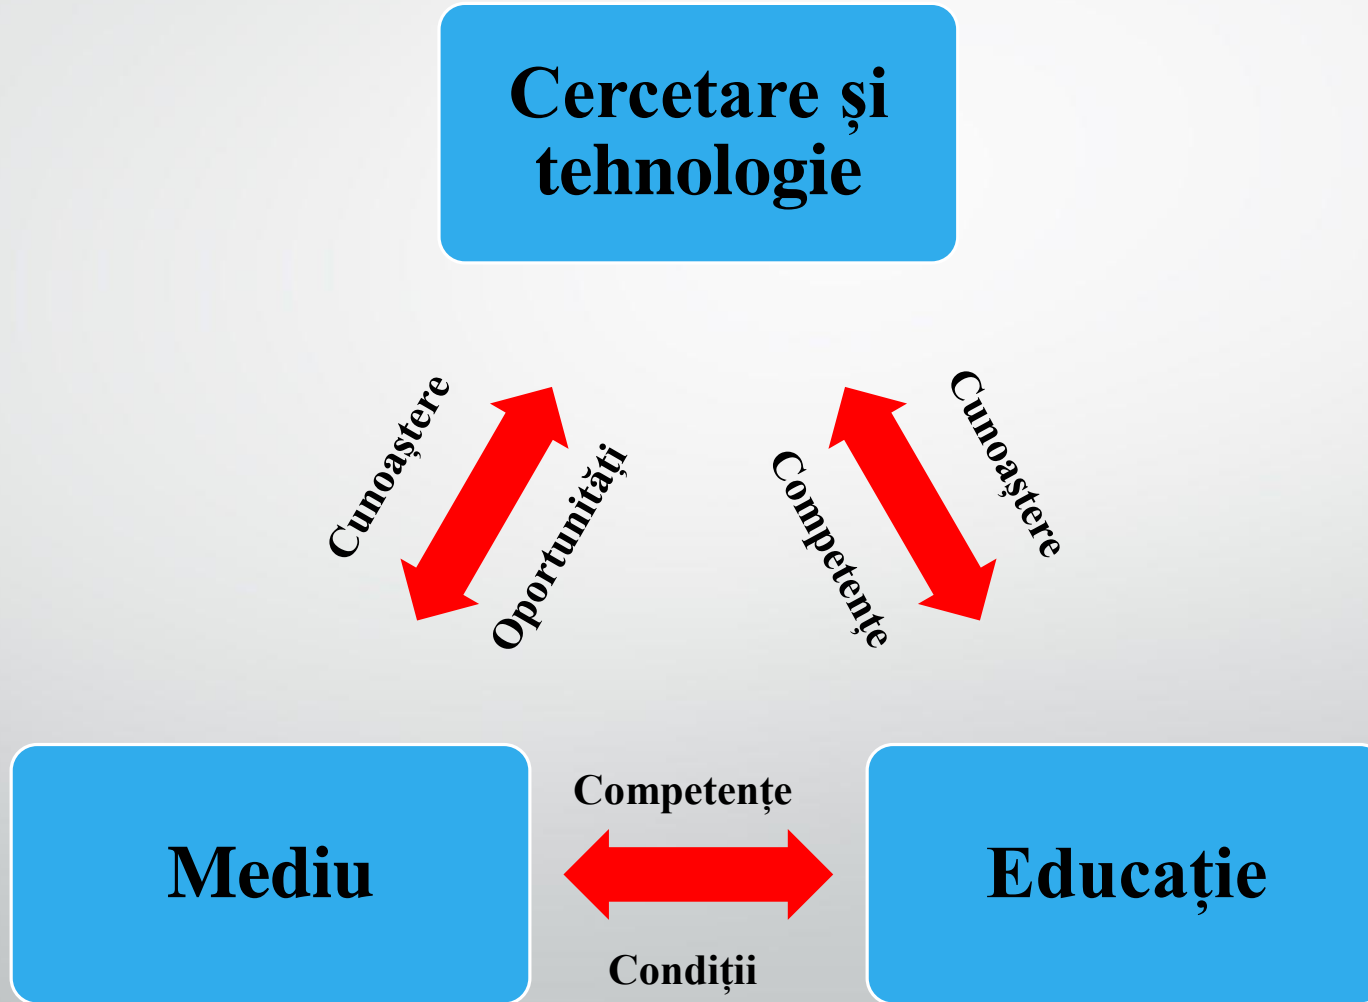 Cercetare și
tehnologie
Cunoaștere
Oportunități
Competențe
Cunoaștere
Mediu
Competențe
Condiții
Educație